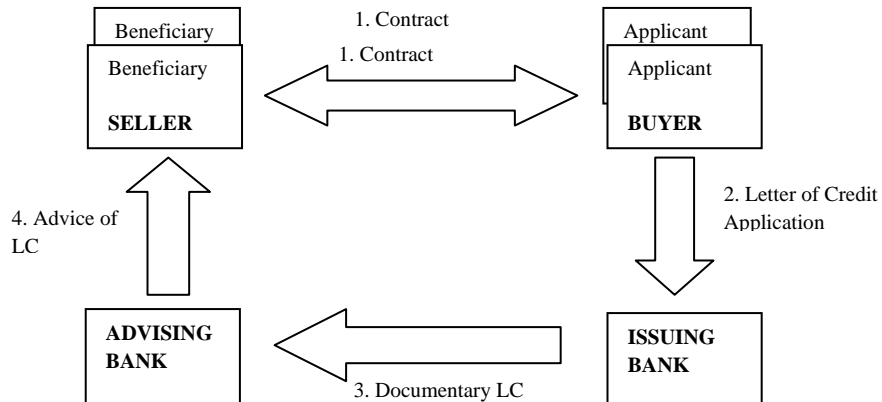 1. Contract
Beneficiary
Applicant
1. Contract
Beneficiary
Applicant
SELLER
BUYER
2. Letter of Credit
Application
4. Advice of
LC
ADVISING
BANK
ISSUING
BANK
3. Documentary LC